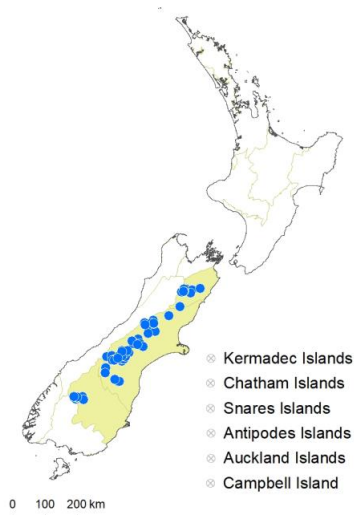 Kermadec Islands
Chatham Islands
Snares Islands
Antipodes Islands
Auckland Islands
Campbell Island
0 100 200 km